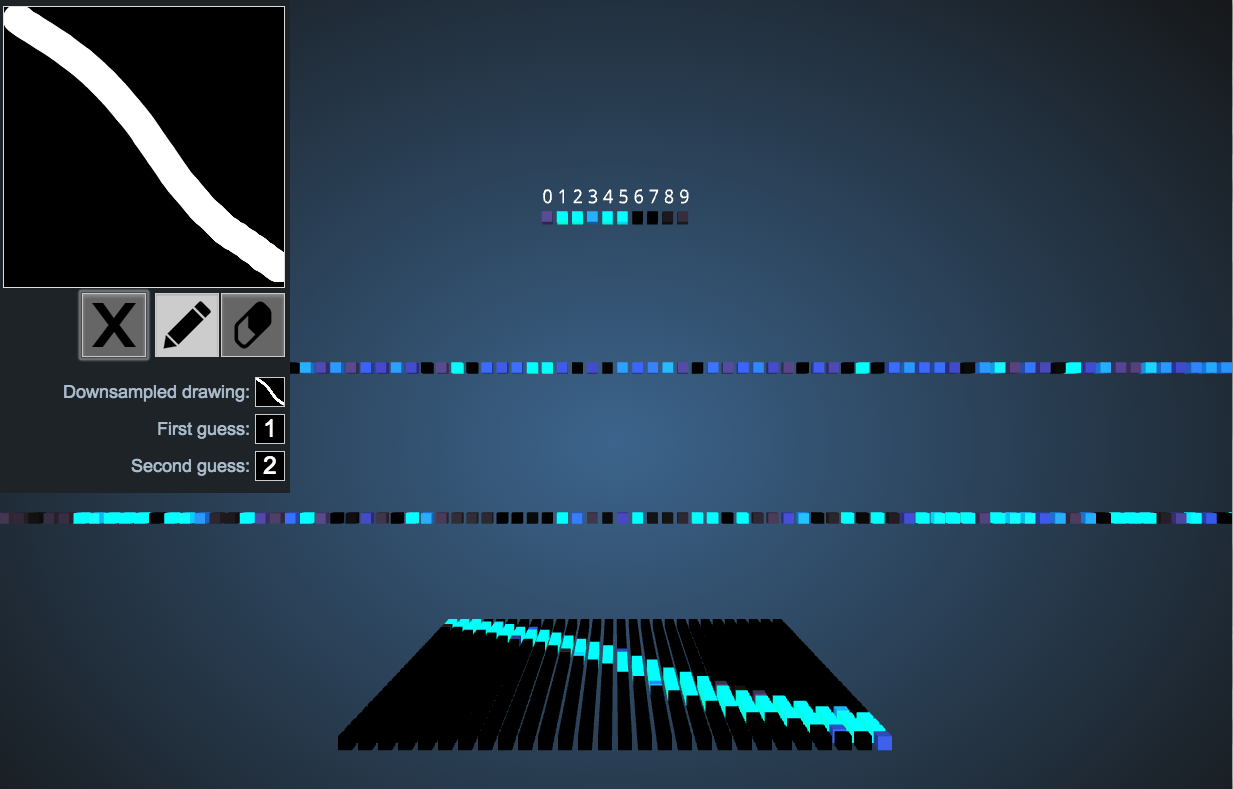 0 1 2 3 4 5 6 7 8 9
X
Downsampled drawing:
First guess: 1
Second guess: 2